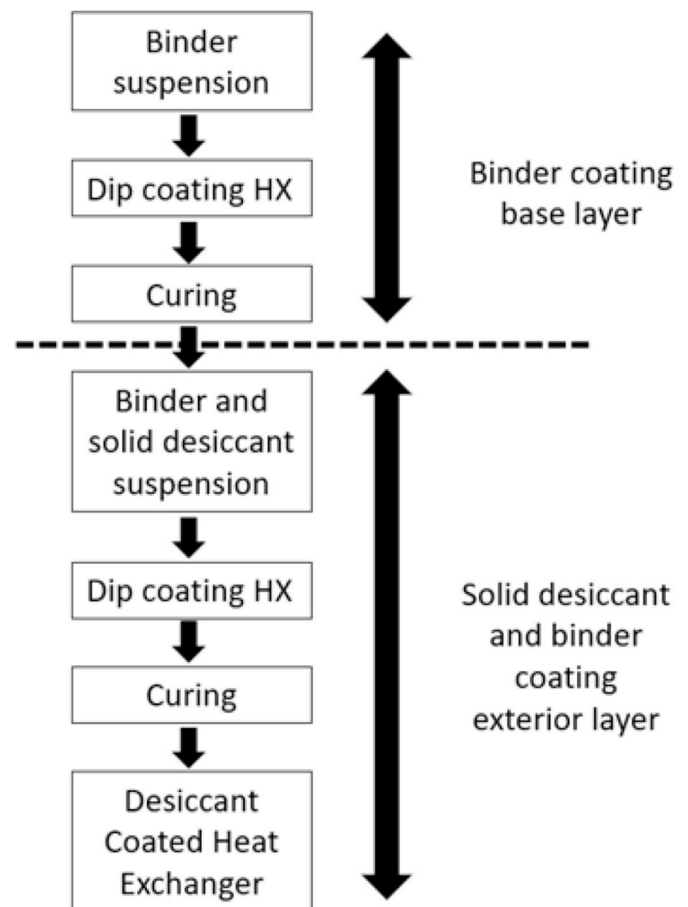 Binder
suspension
Dip coating HX
Curing
Binder coating
base layer
Binder and
solid desiccant
suspension
Dip coating HX
Curing
Desiccant
Coated Heat
Exchanger
Solid desiccant
and binder
coating
exterior layer